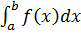 ∫_a^b f(x)dx